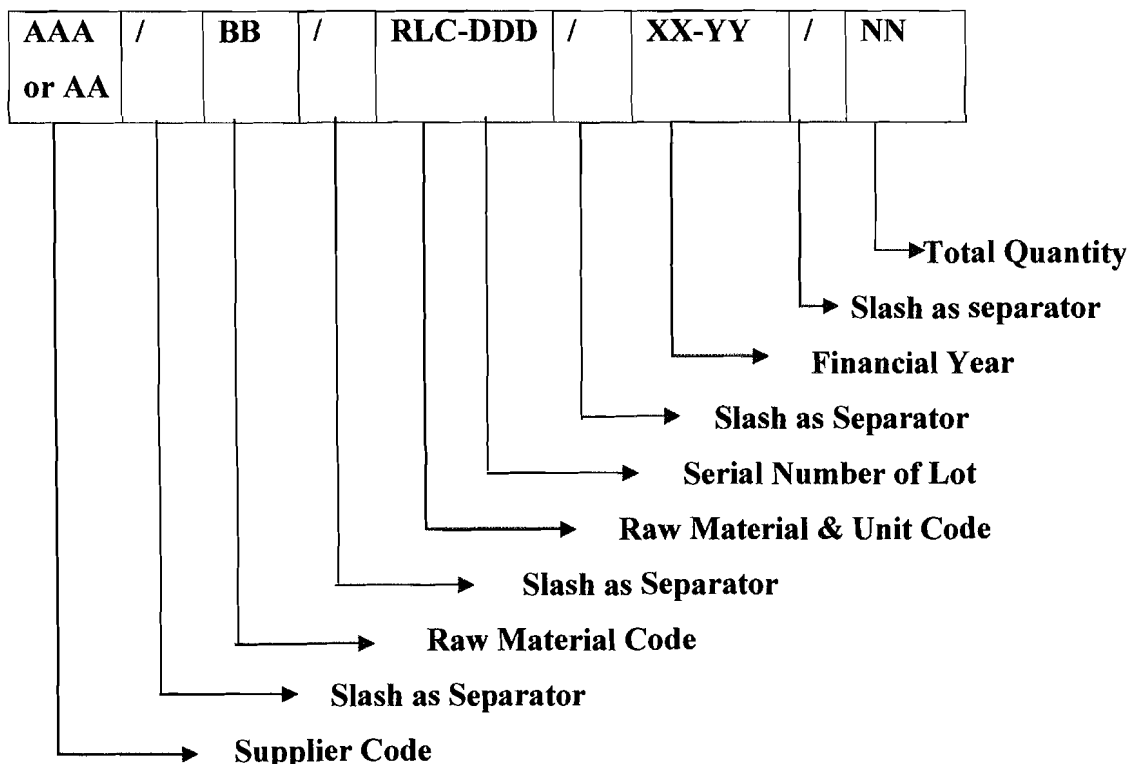 AAA / BB / RLC-DDD / XX-YY / NN
or AA
Total Quantity
Slash as separator
Financial Year
Slash as Separator
Serial Number of Lot
Raw Material & Unit Code
Slash as Separator
Raw Material Code
Slash as Separator
Supplier Code